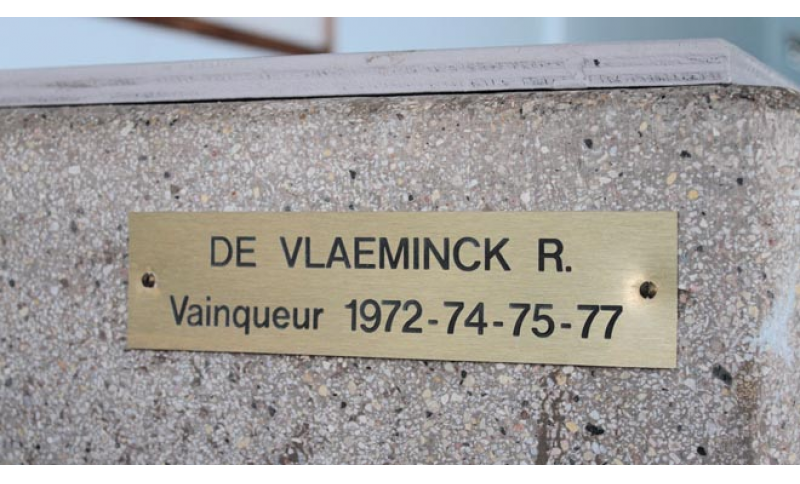 DE VLAEMINCK R.
Vainqueur 1972-74-75-77